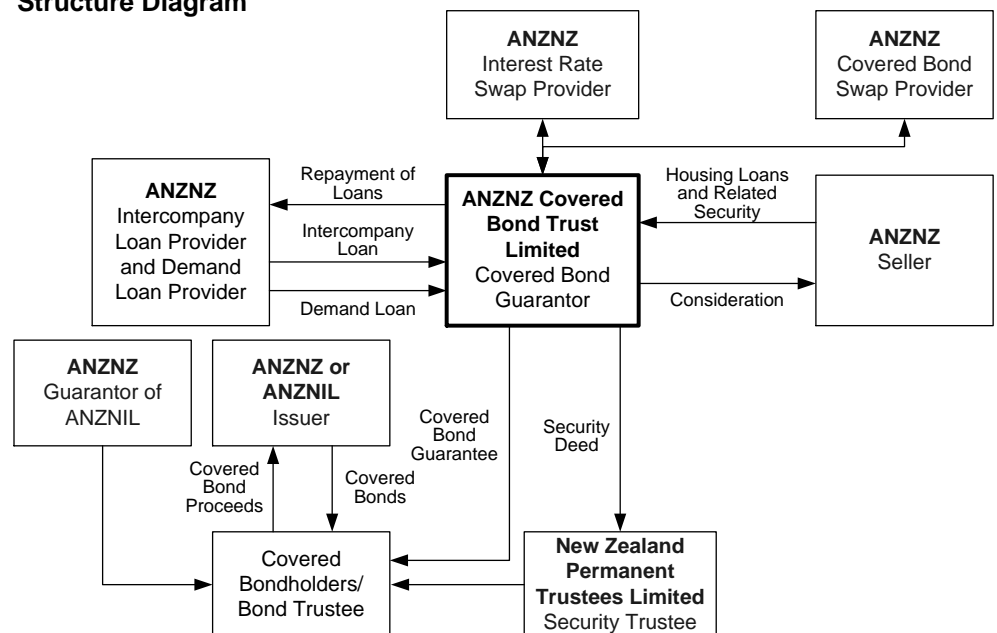 Structure Diagram
ANZNZ
Interest Rate
Swap Provider
ANZNZ
Covered Bond
Swap Provider
ANZNZ
Intercompany
Loan Provider
and Demand
Loan Provider
Repayment of
Loans
Intercompany
Loan
Demand Loan
ANZNZ Covered
Bond Trust
Limited
Covered Bond
Guarantor
Housing Loans
and Related
Security
Consideration
ANZNZ
Seller
ANZNZ
Guarantor of
ANZNIL
ANZNZ or
ANZNIL
Issuer
Covered
Bond
Guarantee
Security
Deed
Covered
Bond
Proceeds
Covered
Bonds
Covered
Bondholders/
Bond Trustee
New Zealand
Permanent
Trustees Limited
Security Trustee